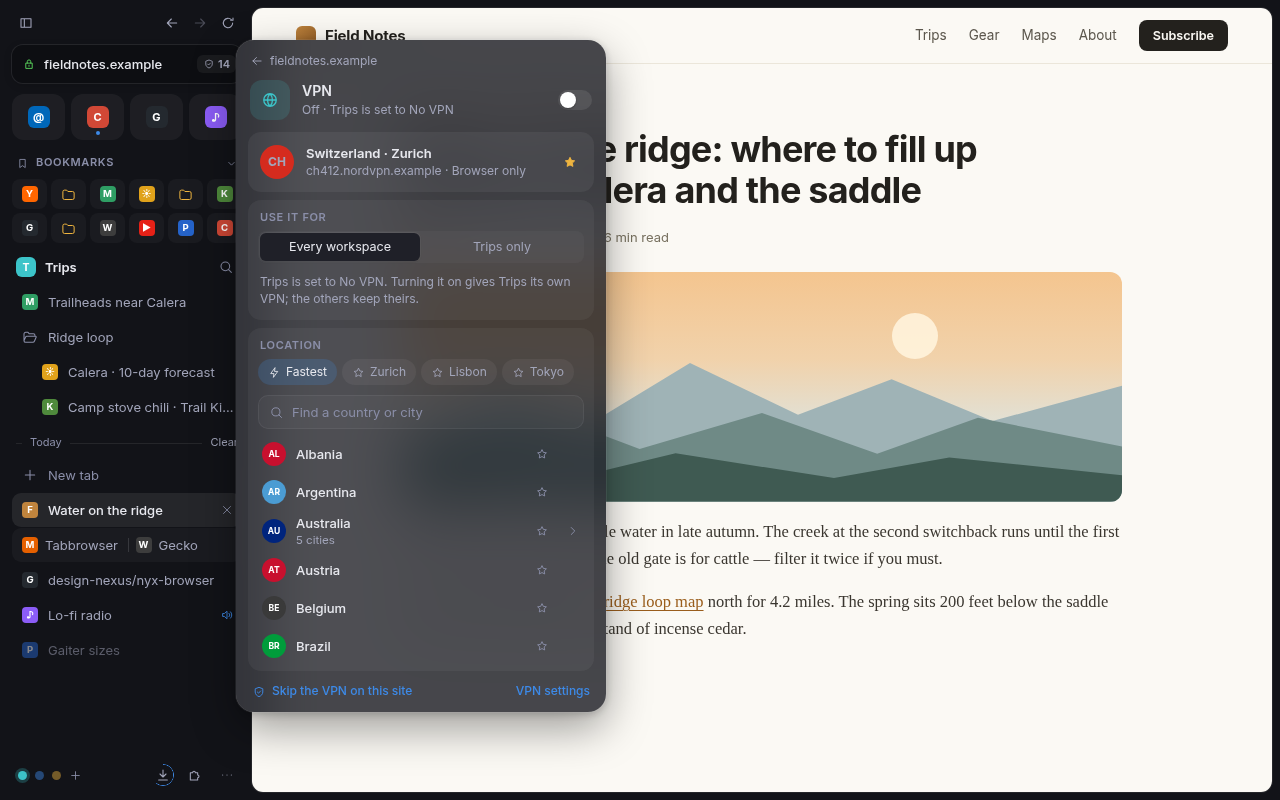 fieldnotes.example
14
@
C
G
BOOKMARKS
Y
M
K
G
W
P
C
T
Trips
M
Trailheads near Calera
Ridge loop
Calera · 10-day forecast
K
Camp stove chili · Trail Ki...
Today
Clear
New tab
F
Water on the ridge
M
Tabbrowser
W
Gecko
G
design-nexus/nyx-browser
Lo-fi radio
P
Gaiter sizes
Field Notes
Trips
Gear
Maps
About
Subscribe
fieldnotes.example
VPN
Off · Trips is set to No VPN
CH
Switzerland · Zurich
ch412.nordvpn.example · Browser only
USE IT FOR
Every workspace
Trips only
Trips is set to No VPN. Turning it on gives Trips its own
VPN; the others keep theirs.
LOCATION
Fastest
Zurich
Lisbon
Tokyo
Find a country or city
AL
Albania
AR
Argentina
AU
Australia
5 cities
AT
Austria
BE
Belgium
BR
Brazil
Skip the VPN on this site
VPN settings
ridge: where to fill up
and the saddle
6 min read
water in late autumn. The creek at the second switchback runs until the first
old gate is for cattle — filter it twice if you must.
ridge loop map north for 4.2 miles. The spring sits 200 feet below the saddle
of incense cedar.